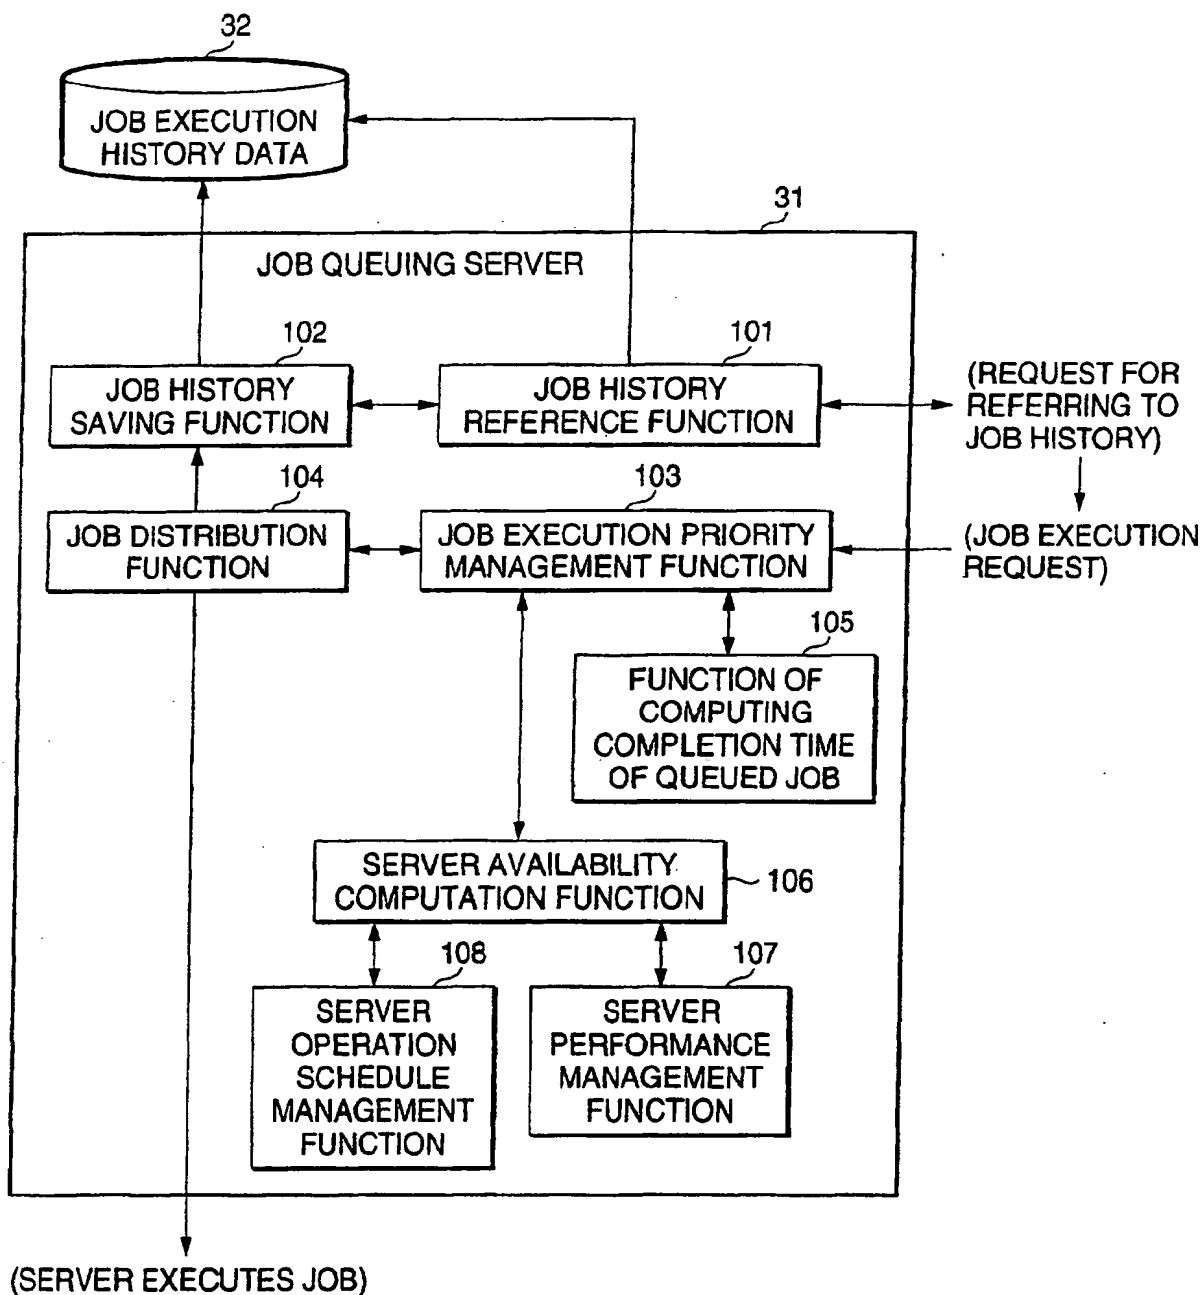 32
JOB EXECUTION
HISTORY DATA
31
JOB QUEUING SERVER
102
JOB HISTORY
SAVING FUNCTION
101
JOB HISTORY
REFERENCE FUNCTION
(REQUEST FOR
REFERRING TO
JOB HISTORY)
104
JOB DISTRIBUTION
FUNCTION
103
JOB EXECUTION PRIORITY
MANAGEMENT FUNCTION
(JOB EXECUTION
REQUEST)
105
FUNCTION OF
COMPUTING
COMPLETION TIME
OF QUEUED JOB
SERVER AVAILABILITY
COMPUTATION FUNCTION
106
108
SERVER
OPERATION
SCHEDULE
MANAGEMENT
FUNCTION
107
SERVER
PERFORMANCE
MANAGEMENT
FUNCTION
(SERVER EXECUTES JOB)